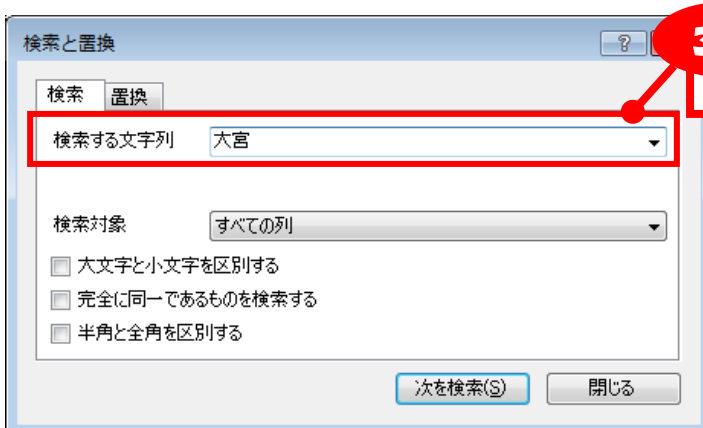 検索と置換
?
検索 置換
検索する文字列 大宮
検索対象 すべての列
大文字と小文字を区別する
完全に同一であるものを検索する
半角と全角を区別する
次を検索(S) 閉じる